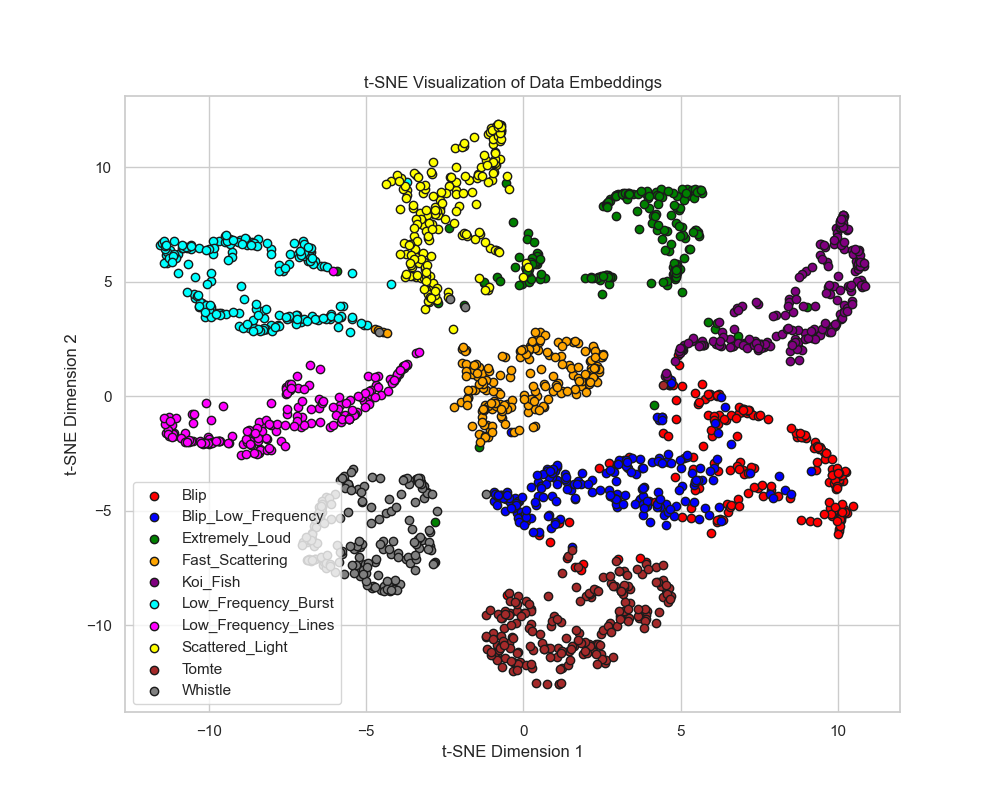 t-SNE Visualization of Data Embeddings
10
5
0
−5
−10
t-SNE Dimension 2
Blip
Blip_Low_Frequency
Extremely_Loud
Fast_Scattering
Koi_Fish
Low_Frequency_Burst
Low_Frequency_Lines
Scattered_Light
Tomte
Whistle
−10
−5
0
5
10
t-SNE Dimension 1